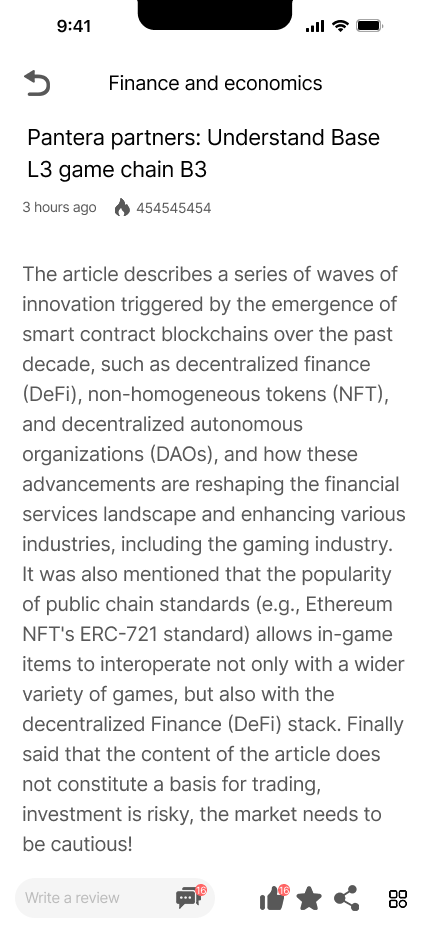 9:41
Finance and economics
Pantera partners: Understand Base
L3 game chain B3
3 hours ago 454545454
The article describes a series of waves of
innovation triggered by the emergence of
smart contract blockchains over the past
decade, such as decentralized finance
(DeFi), non-homogeneous tokens (NFT),
and decentralized autonomous
organizations (DAOs), and how these
advancements are reshaping the financial
services landscape and enhancing various
industries, including the gaming industry.
It was also mentioned that the popularity
of public chain standards (e.g., Ethereum
NFT's ERC-721 standard) allows in-game
items to interoperate not only with a wider
variety of games, but also with the
decentralized Finance (DeFi) stack. Finally
said that the content of the article does
not constitute a basis for trading,
investment is risky, the market needs to
be cautious!
Write a review 16 16